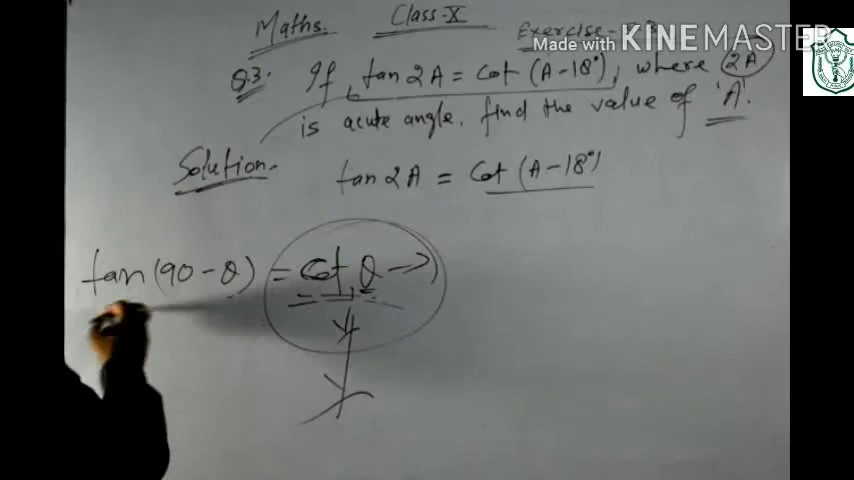 Maths. Class-X Exercise-
Made with KINEMASTER
Q.3. If, tan 2A = Cot (A-18°), where 2A
is acute angle. find the value of 'A'.
Solution- tan 2A = Cot (A-18°)
tan (90-θ) = Cot θ →